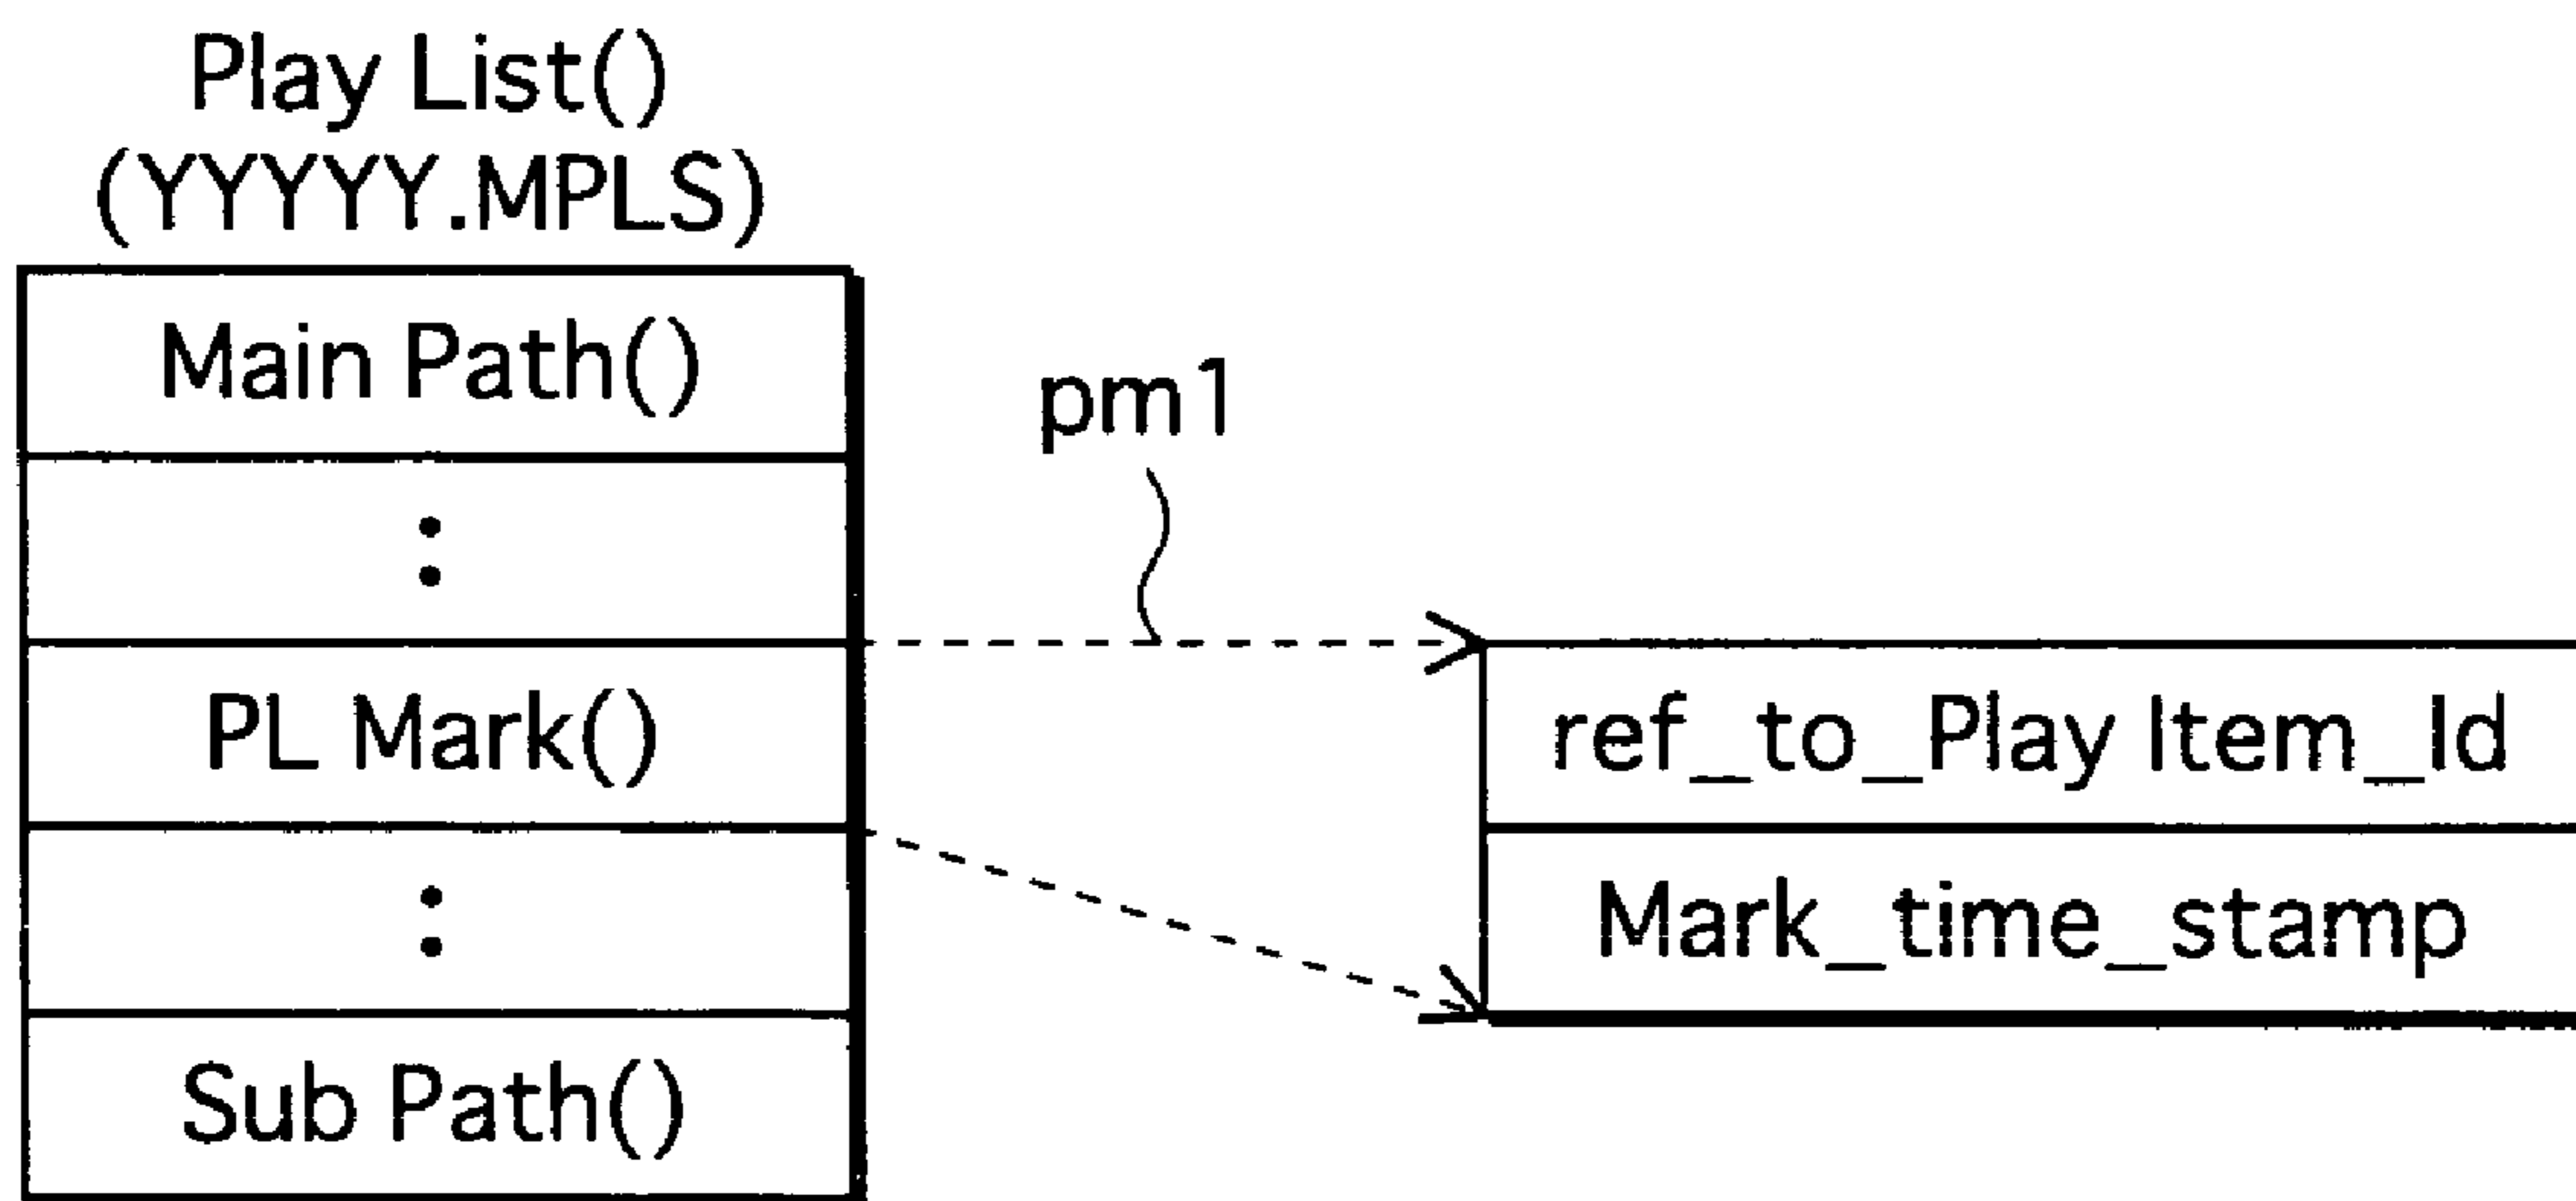 Play List()
(YYYYY.MPLS)
Main Path()
pm1
PL Mark()
ref_to_Play Item_Id
Mark_time_stamp
Sub Path()